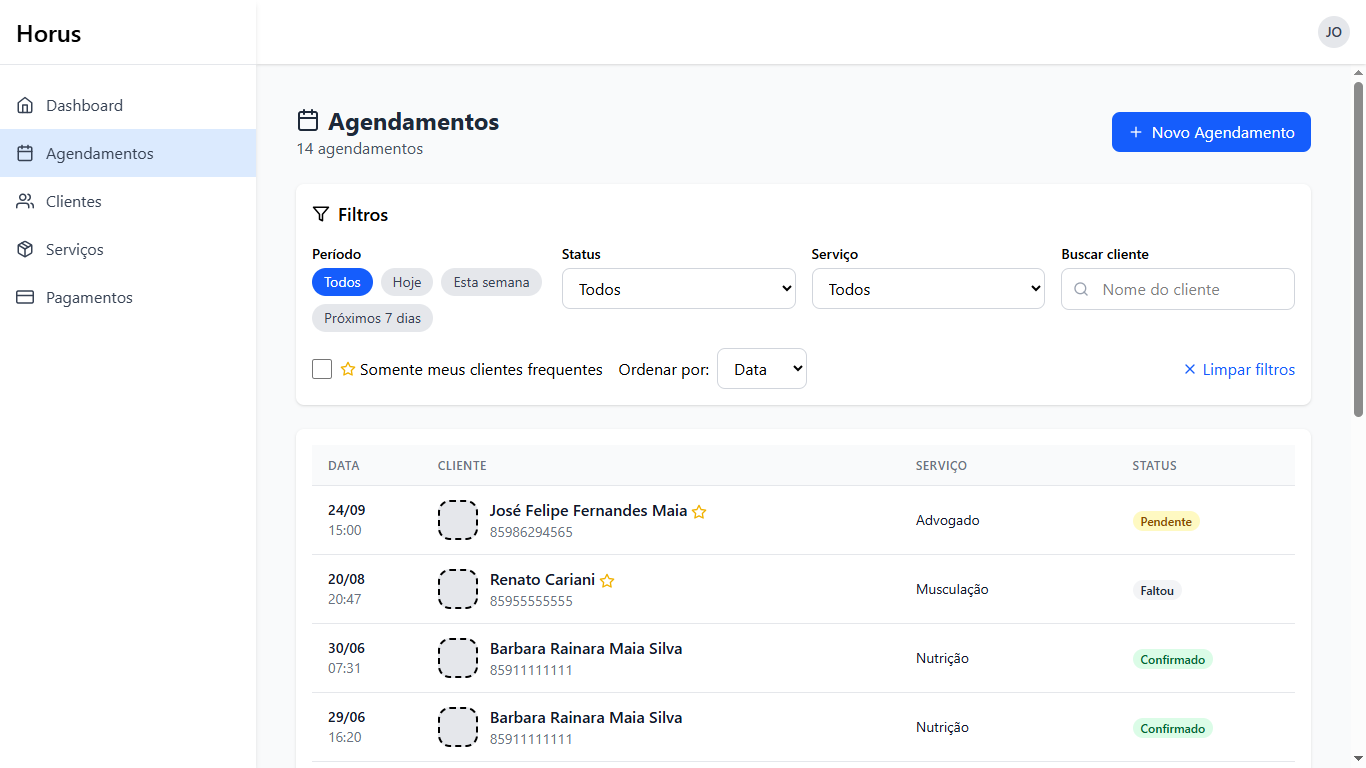 Horus
JO
Dashboard
Agendamentos
Clientes
Serviços
Pagamentos
Agendamentos
14 agendamentos
+ Novo Agendamento
Filtros
Período
Todos Hoje Esta semana
Próximos 7 dias
Status
Todos
Serviço
Todos
Buscar cliente
Nome do cliente
Somente meus clientes frequentes Ordenar por: Data
Limpar filtros
DATA CLIENTE SERVIÇO STATUS
24/09 José Felipe Fernandes Maia
15:00 85986294565 Advogado Pendente
20/08 Renato Cariani
20:47 85955555555 Musculação Faltou
30/06 Barbara Rainara Maia Silva
07:31 85911111111 Nutrição Confirmado
29/06 Barbara Rainara Maia Silva
16:20 85911111111 Nutrição Confirmado